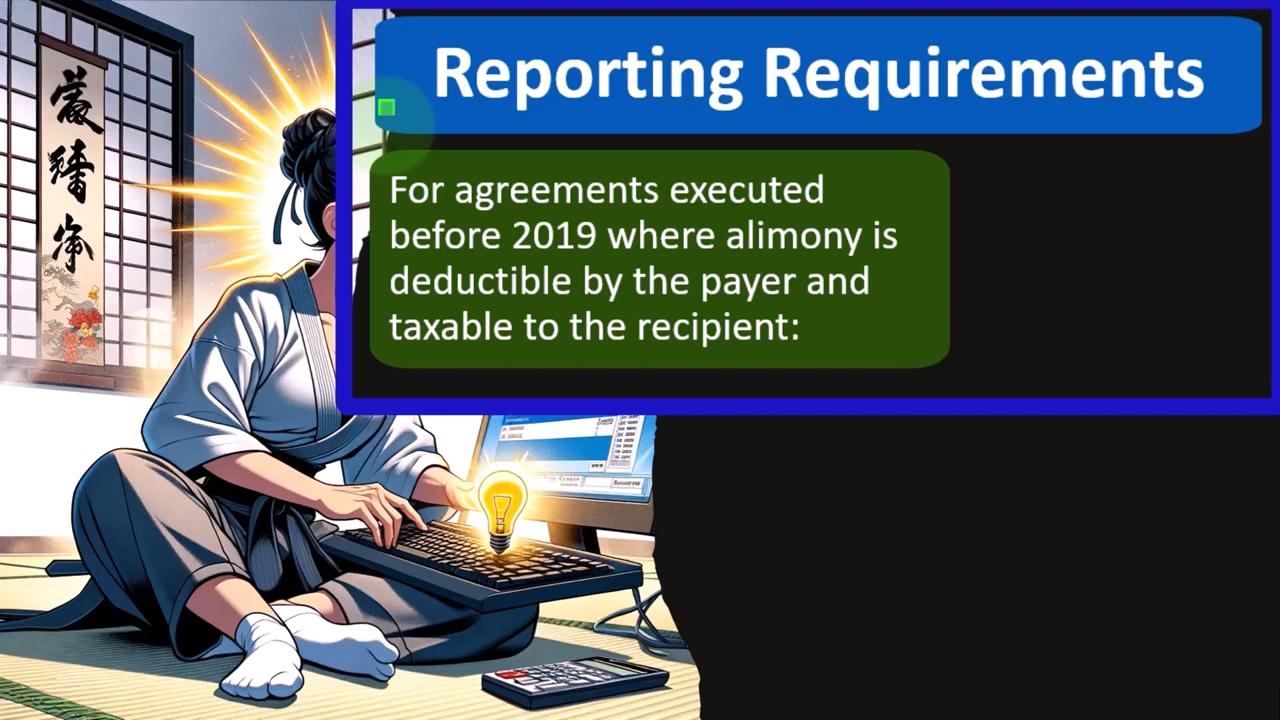 Reporting Requirements
For agreements executed
before 2019 where alimony is
deductible by the payer and
taxable to the recipient: